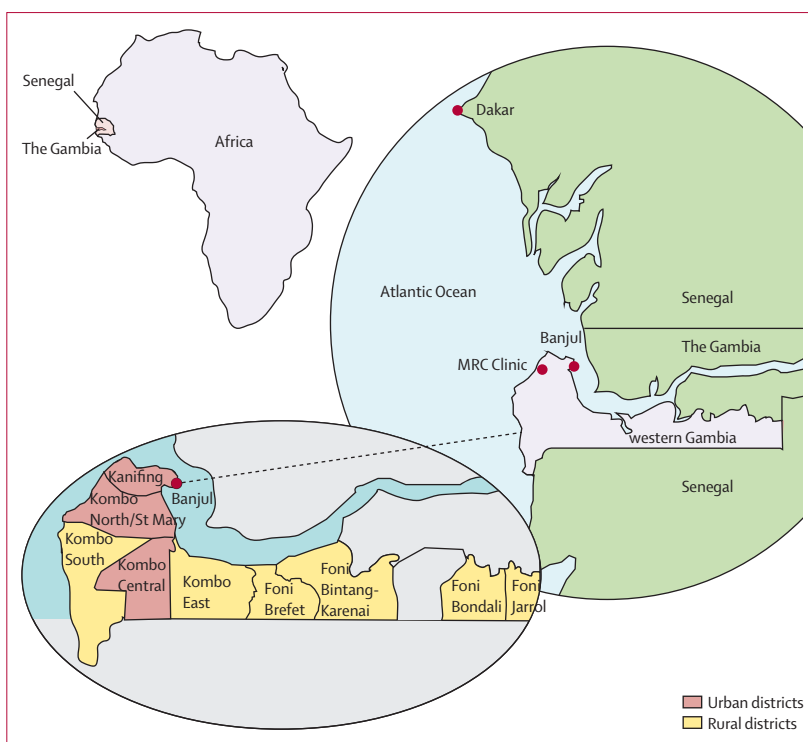 Senegal
The Gambia
Africa
Dakar
Atlantic Ocean
Senegal
Banjul
The Gambia
MRC Clinic
western Gambia
Senegal
Kanifing
Banjul
Kombo
North/St Mary
Kombo
South
Kombo
Central
Kombo
East
Foni
Brefet
Foni
Bintang-
Karenai
Foni
Bondali
Foni
Jarrol
Urban districts
Rural districts